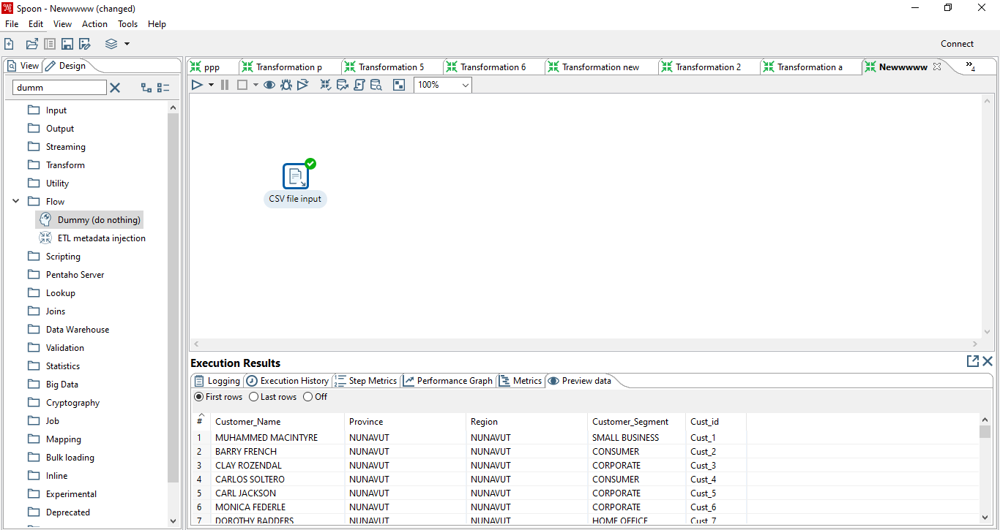 Spoon - Newwwww (changed)
File Edit View Action Tools Help
Connect
View Design
dumm
Input
Output
Streaming
Transform
Utility
Flow
Dummy (do nothing)
ETL metadata injection
Scripting
Pentaho Server
Lookup
Joins
Data Warehouse
Validation
Statistics
Big Data
Cryptography
Job
Mapping
Bulk loading
Inline
Experimental
Deprecated
ppp Transformation p Transformation 5 Transformation 6 Transformation new Transformation 2 Transformation a Newwwww » 4
100%
CSV file input
Execution Results
Logging Execution History Step Metrics Performance Graph Metrics Preview data
First rows Last rows Off
# Customer_Name Province Region Customer_Segment Cust_id
1 MUHAMMED MACINTYRE NUNAVUT NUNAVUT SMALL BUSINESS Cust_1
2 BARRY FRENCH NUNAVUT NUNAVUT CONSUMER Cust_2
3 CLAY ROZENDAL NUNAVUT NUNAVUT CORPORATE Cust_3
4 CARLOS SOLTERO NUNAVUT NUNAVUT CONSUMER Cust_4
5 CARL JACKSON NUNAVUT NUNAVUT CORPORATE Cust_5
6 MONICA FEDERLE NUNAVUT NUNAVUT CORPORATE Cust_6
7 DOROTHY BADDERS NUNAVUT NUNAVUT HOME OFFICE Cust_7